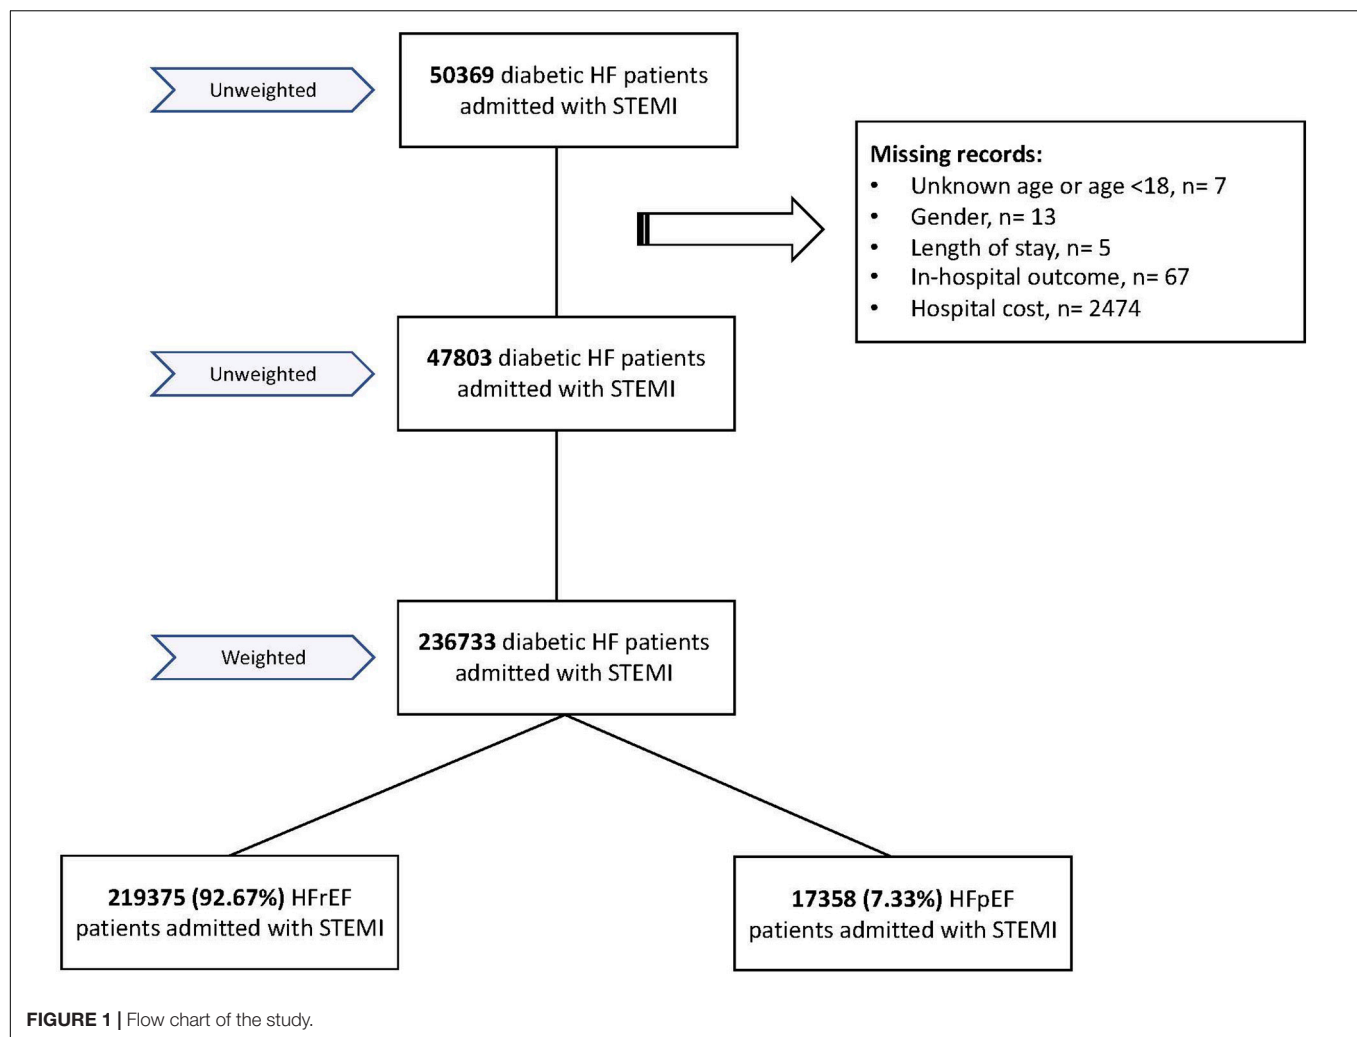 Unweighted
50369 diabetic HF patients
admitted with STEMI
Missing records:
• Unknown age or age <18, n= 7
• Gender, n= 13
• Length of stay, n= 5
• In-hospital outcome, n= 67
• Hospital cost, n= 2474
Unweighted
47803 diabetic HF patients
admitted with STEMI
Weighted
236733 diabetic HF patients
admitted with STEMI
219375 (92.67%) HFrEF
patients admitted with STEMI
17358 (7.33%) HFpEF
patients admitted with STEMI
FIGURE 1 | Flow chart of the study.